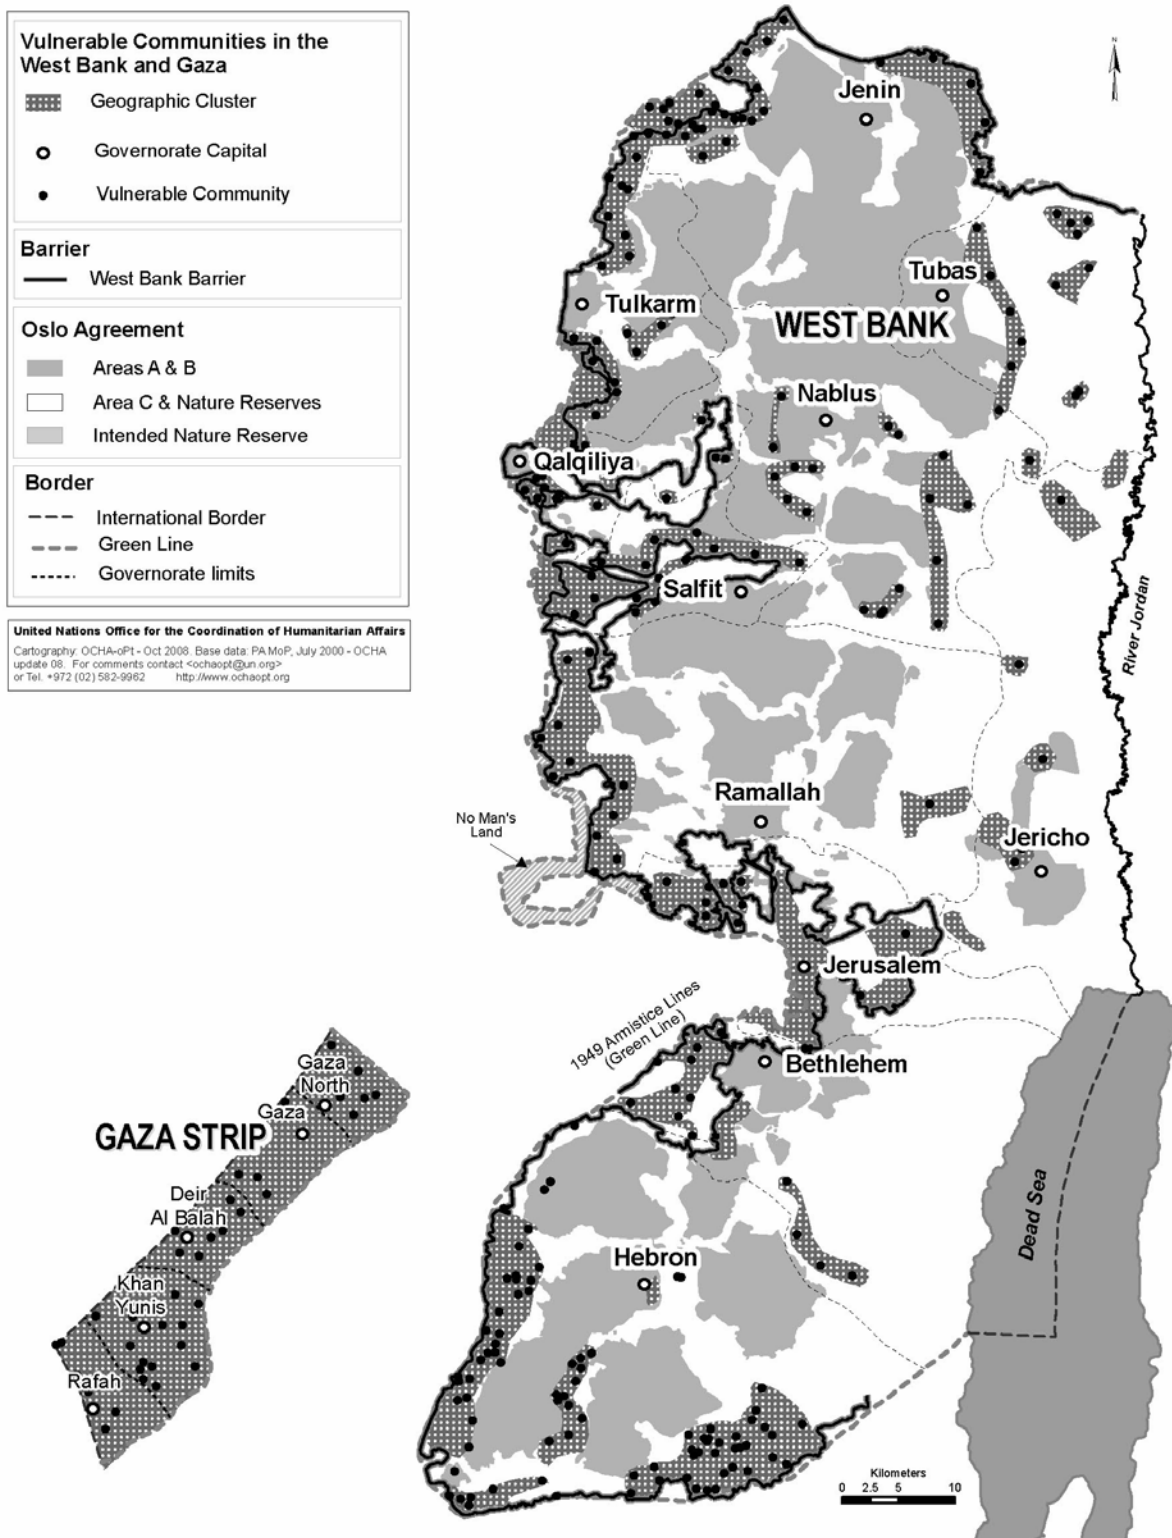 Vulnerable Communities in the
West Bank and Gaza
Geographic Cluster
Governorate Capital
Vulnerable Community
Barrier
West Bank Barrier
Oslo Agreement
Areas A & B
Area C & Nature Reserves
Intended Nature Reserve
Border
International Border
Green Line
Governorate limits
United Nations Office for the Coordination of Humanitarian Affairs
Cartography: OCHA-oPt - Oct 2008. Base data: PA MoP, July 2000 - OCHA
update 08. For comments contact <ochaopt@un.org>
or Tel. +972 (02) 582-9962 http://www.ochaopt.org
N
Jenin
Tubas
Tulkarm
WEST BANK
Nablus
Qalqiliya
Salfit
River Jordan
Ramallah
No Man's
Land
Jericho
Jerusalem
1949 Armistice Lines
(Green Line)
Bethlehem
Gaza
North
Gaza
GAZA STRIP
Deir
Al Balah
Dead Sea
Hebron
Khan
Yunis
Rafah
Kilometers
0 2.5 5 10